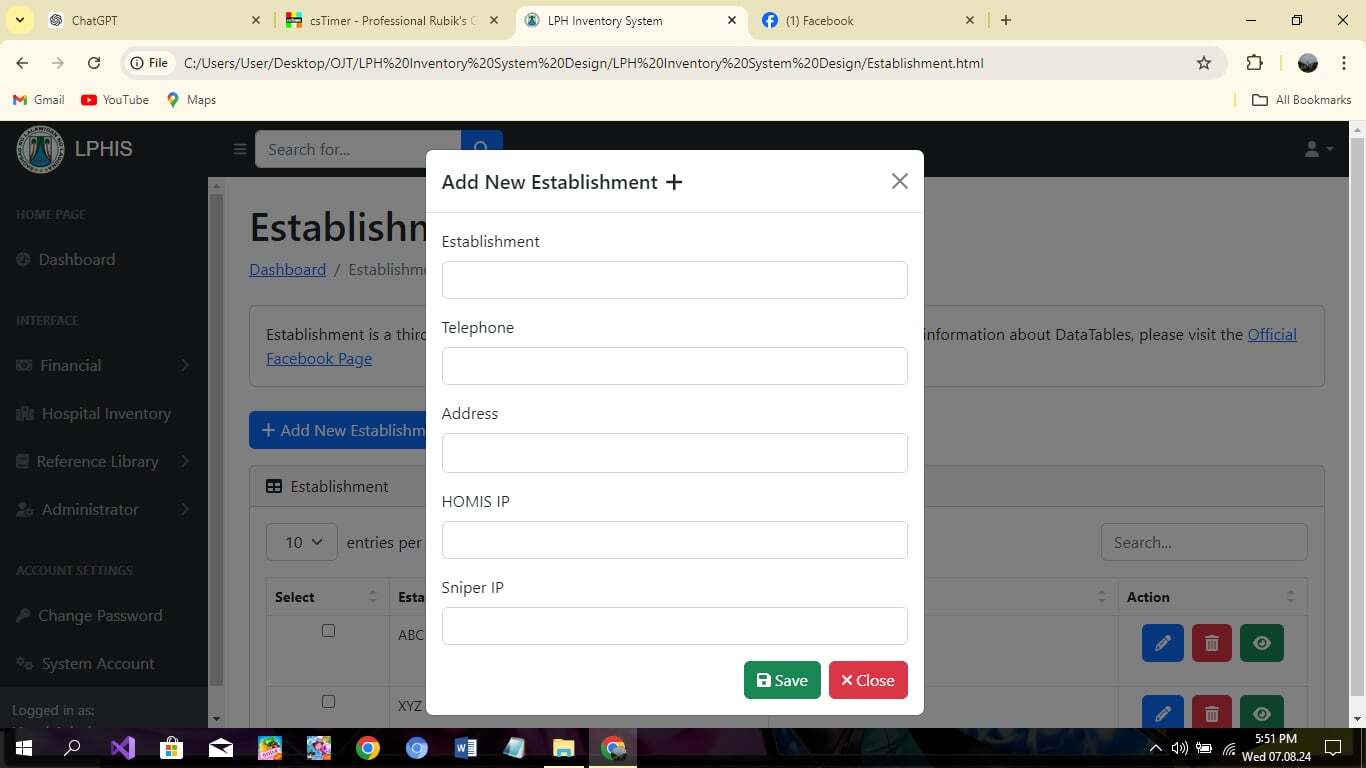 ChatGPT
csTimer - Professional Rubik's C
LPH Inventory System
(1) Facebook
File
C:/Users/User/Desktop/OJT/LPH%20Inventory%20System%20Design/LPH%20Inventory%20System%20Design/Establishment.html
Gmail
YouTube
Maps
All Bookmarks
LPHIS
Search for...
HOME PAGE
Dashboard
INTERFACE
Financial
Hospital Inventory
Reference Library
Administrator
ACCOUNT SETTINGS
Change Password
System Account
Logged in as:
Establishm
Dashboard / Establishme
Establishment is a third
information about DataTables, please visit the Official
Facebook Page
+ Add New Establishm
Establishment
10 entries per
Search...
Select
Esta
Action
ABC
XYZ
Add New Establishment +
Establishment
Telephone
Address
HOMIS IP
Sniper IP
Save
Close
5:51 PM
Wed 07.08.24